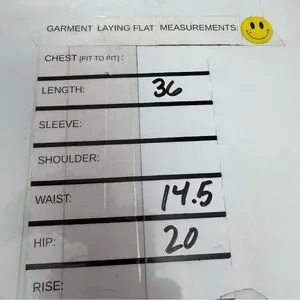 GARMENT LAYING FLAT MEASUREMENTS:
CHEST [PIT TO PIT]:
LENGTH: 36
SLEEVE:
SHOULDER:
WAIST: 14.5
HIP: 20
RISE: